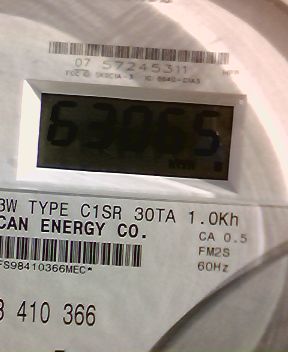 07 57245311
63065
3W TYPE C1SR 30TA 1.0Kh
CAN ENERGY CO.
CA 0.5
FM2S
60Hz
FS98410366MEC*
8 410 366